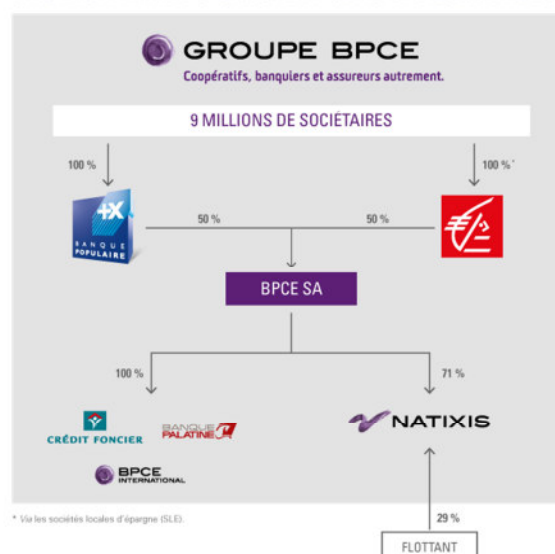 GROUPE BPCE
Coopératifs, banquiers et assureurs autrement.
9 MILLIONS DE SOCIÉTAIRES
100 %
100 %*
+X
BANQUE
POPULAIRE
50 %
50 %
BPCE SA
100 %
71 %
CRÉDIT FONCIER
BANQUE
PALATINE
NATIXIS
BPCE
INTERNATIONAL
* Via les sociétés locales d'épargne (SLE).
29 %
FLOTTANT